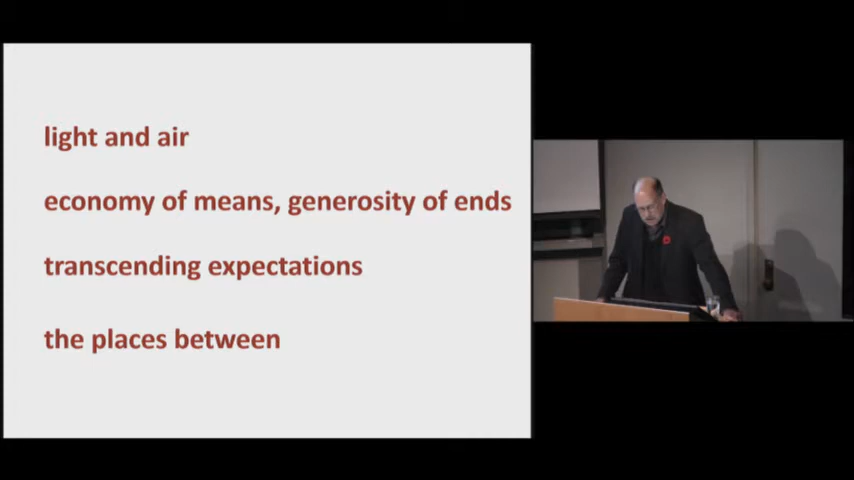 light and air
economy of means, generosity of ends
transcending expectations
the places between